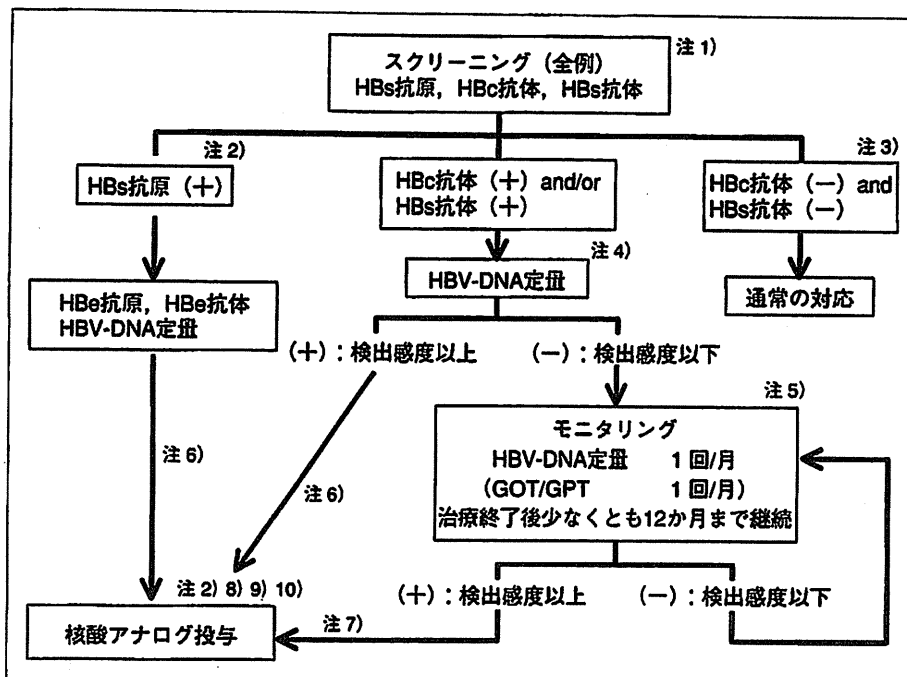 注1)
スクリーニング（全例）
HBs抗原，HBc抗体，HBs抗体
注2)
HBs抗原（＋）
HBc抗体（＋）and/or
HBs抗体（＋）
注3)
HBc抗体（－）and
HBs抗体（－）
注4)
HBV-DNA定量
通常の対応
HBe抗原，HBe抗体
HBV-DNA定量
（＋）：検出感度以上
（－）：検出感度以下
注5)
モニタリング
HBV-DNA定量　1回/月
（GOT/GPT　1回/月）
治療終了後少なくとも12か月まで継続
注6)
注6)
注2) 8) 9) 10)
核酸アナログ投与
注7)
（＋）：検出感度以上
（－）：検出感度以下